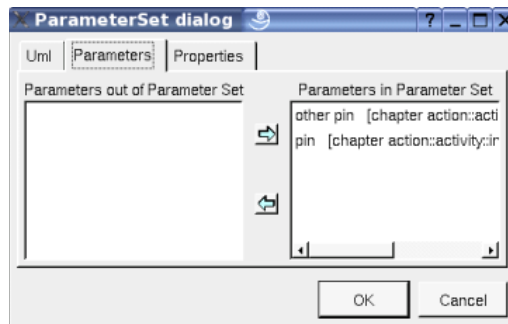 ParameterSet dialog
Uml Parameters Properties
Parameters out of Parameter Set
Parameters in Parameter Set
other pin [chapter action::acti
pin [chapter action::activity::in
OK Cancel